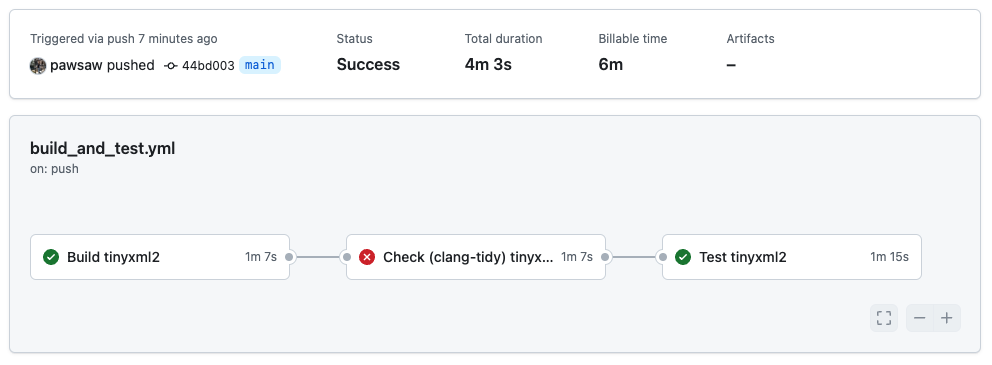 Triggered via push 7 minutes ago
pawsaw pushed 44bd003 main
Status
Success
Total duration
4m 3s
Billable time
6m
Artifacts
–
build_and_test.yml
on: push
Build tinyxml2 1m 7s
Check (clang-tidy) tinyx... 1m 7s
Test tinyxml2 1m 15s